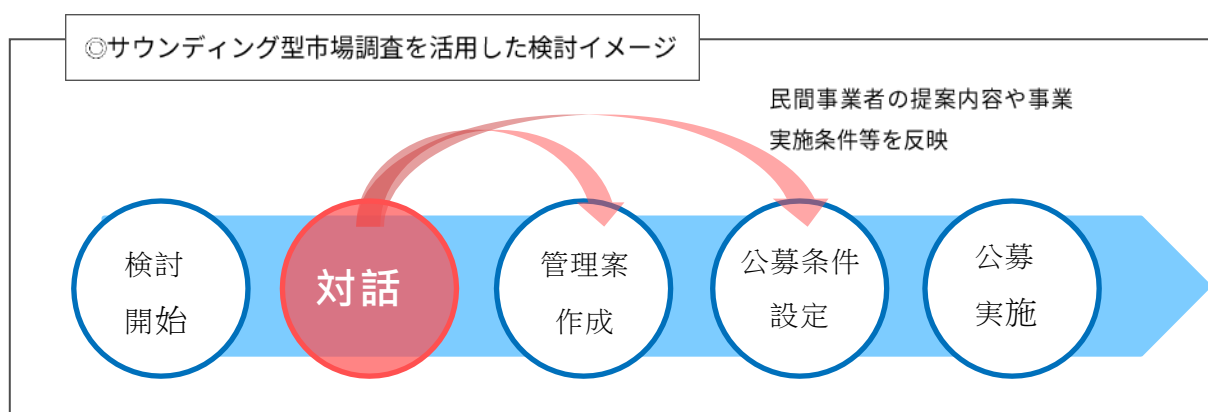 ◎サウンディング型市場調査を活用した検討イメージ
民間事業者の提案内容や事業
実施条件等を反映
検討
開始
対話
管理案
作成
公募条件
設定
公募
実施